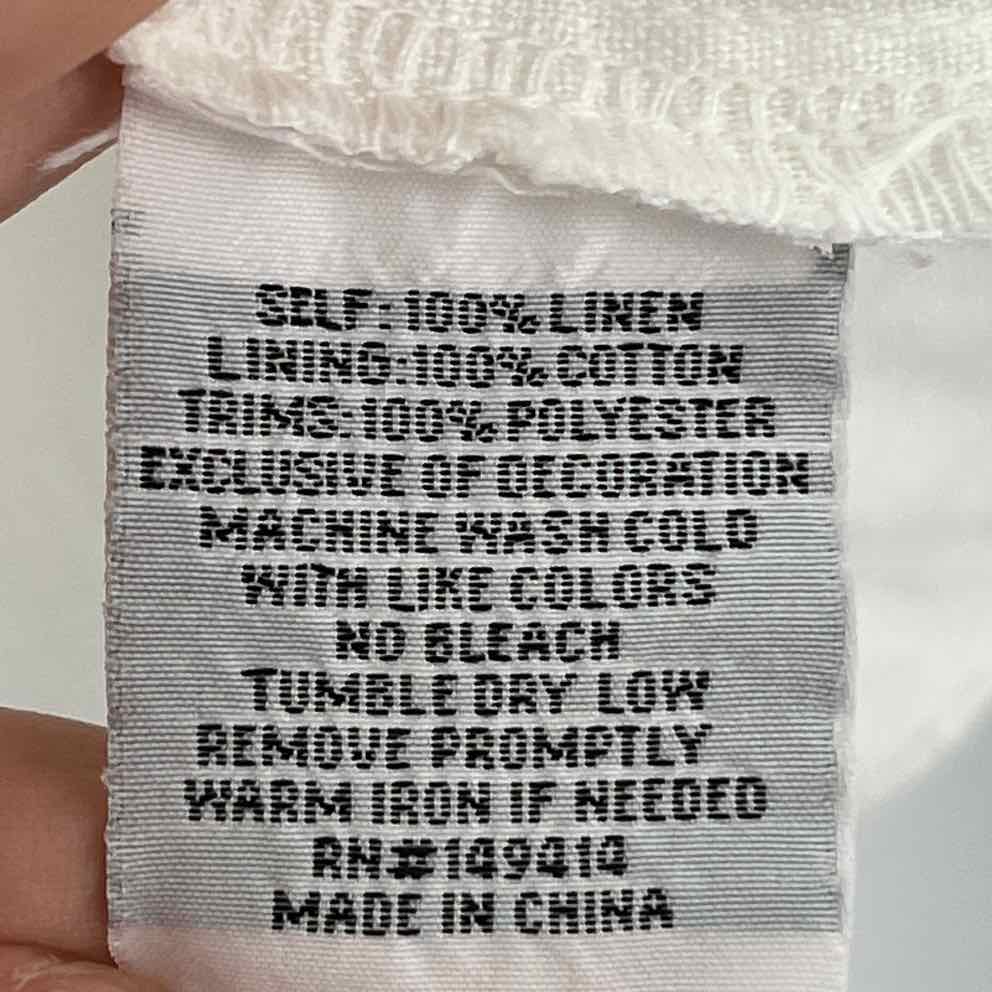 SELF:100% LINEN
LINING:100% COTTON
TRIMS:100% POLYESTER
EXCLUSIVE OF DECORATION
MACHINE WASH COLD
WITH LIKE COLORS
NO BLEACH
TUMBLE DRY LOW
REMOVE PROMPTLY
WARM IRON IF NEEDED
RN#149414
MADE IN CHINA